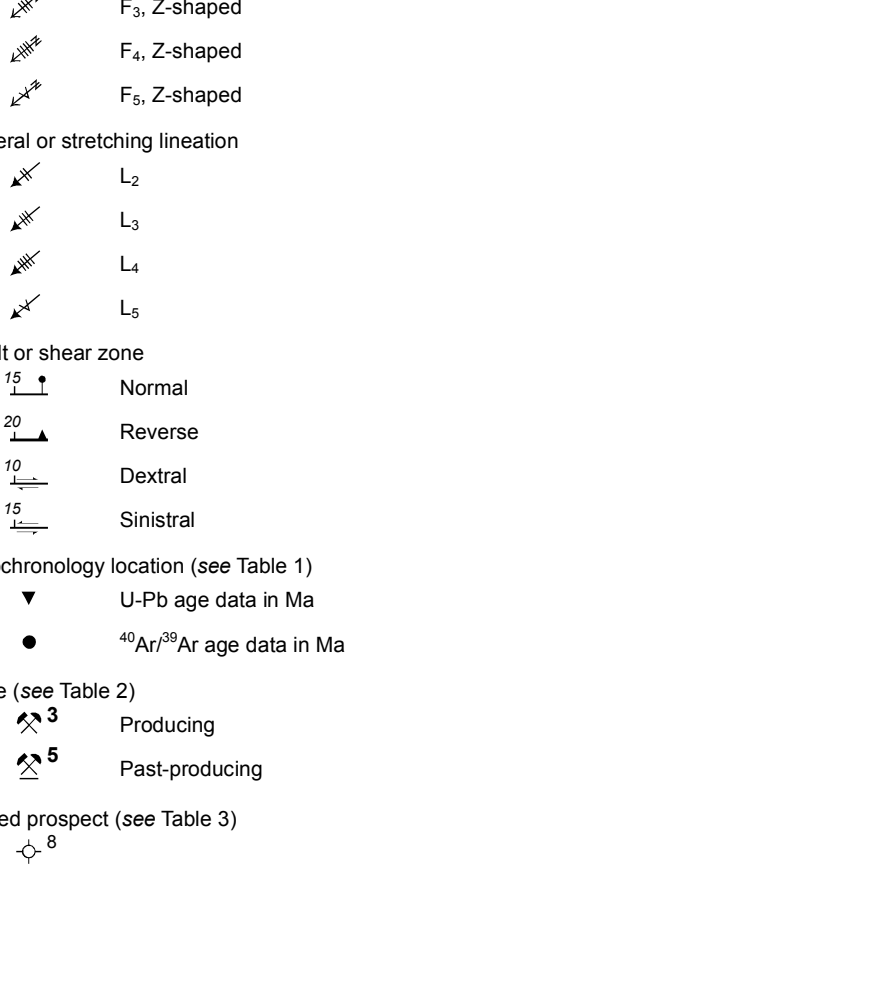 F₃, Z-shaped
F₄, Z-shaped
F₅, Z-shaped
eral or stretching lineation
L₂
L₃
L₄
L₅
lt or shear zone
15 Normal
20 Reverse
10 Dextral
15 Sinistral
chronology location (see Table 1)
U-Pb age data in Ma
⁴⁰Ar/³⁹Ar age data in Ma
e (see Table 2)
3 Producing
5 Past-producing
ed prospect (see Table 3)
8